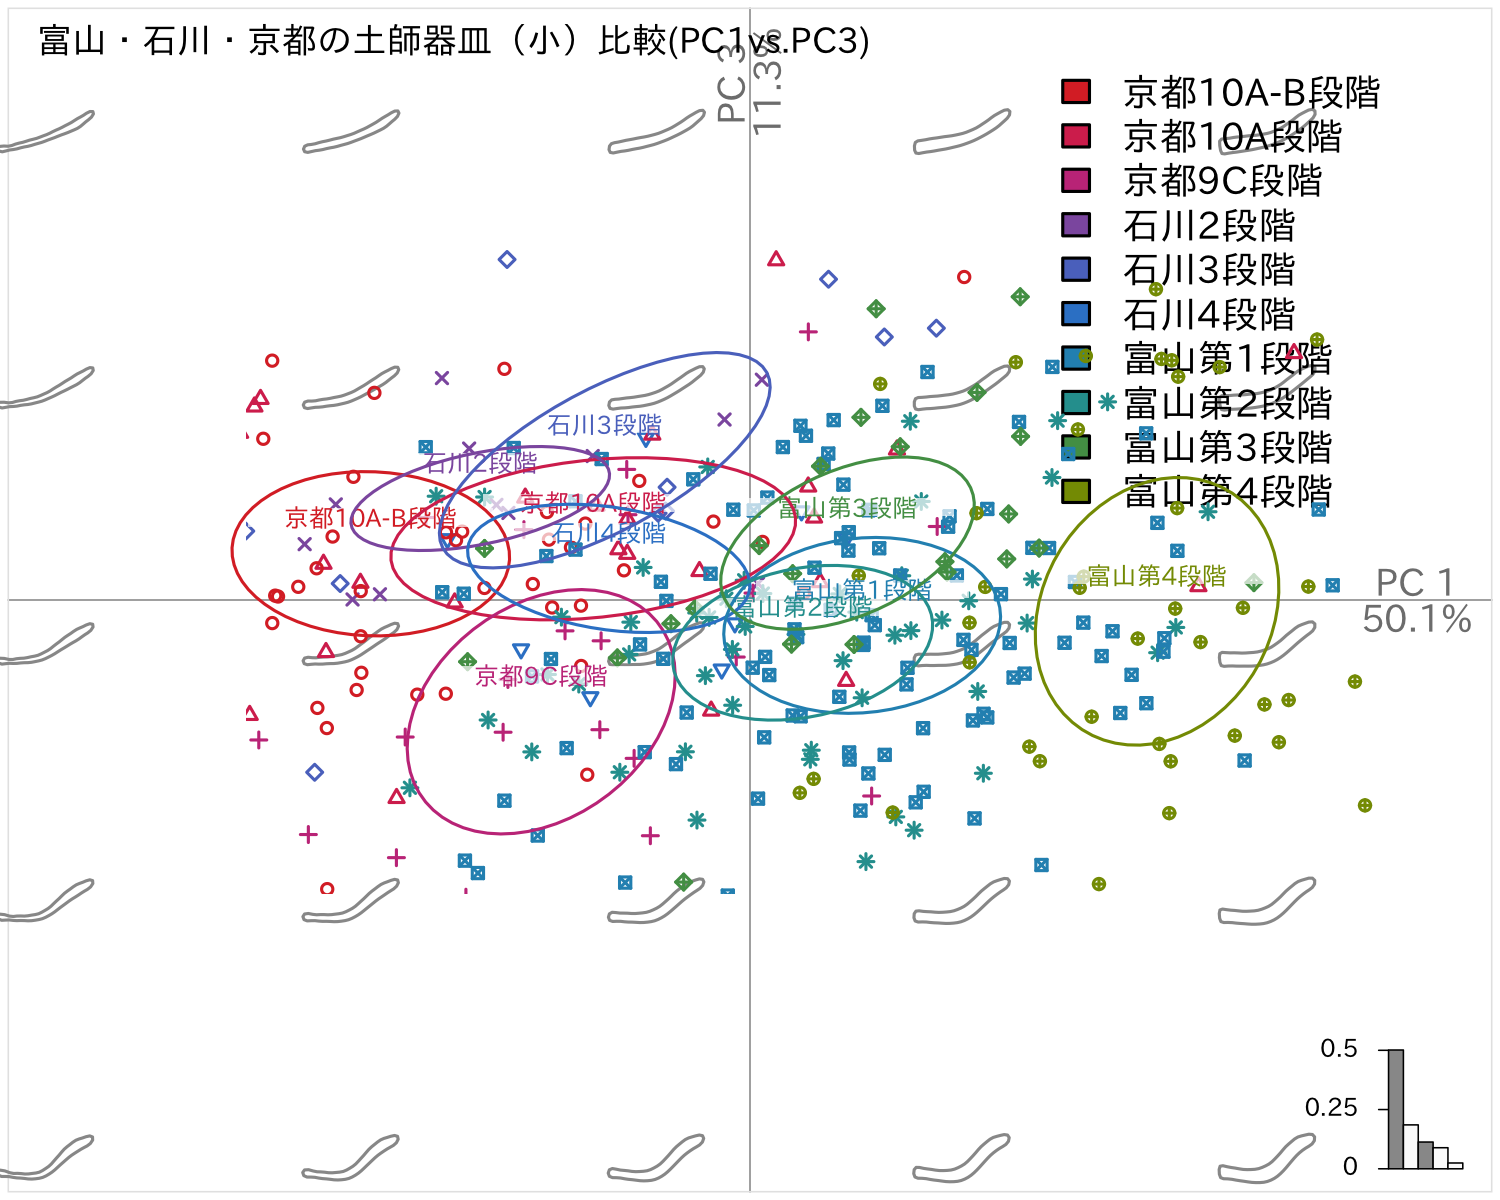 富山・石川・京都の土師器皿（小）比較(PC1vs.PC3)
PC 3
11.3%
京都10A-B段階
京都10A段階
京都9C段階
石川2段階
石川3段階
石川4段階
富山第1段階
富山第2段階
富山第3段階
富山第4段階
石川3段階
石川2段階
京都10A段階
京都10A-B段階
石川4段階
富山第3段階
富山第4段階
富山第1段階
富山第2段階
京都9C段階
PC 1
50.1%
0.5
0.25
0